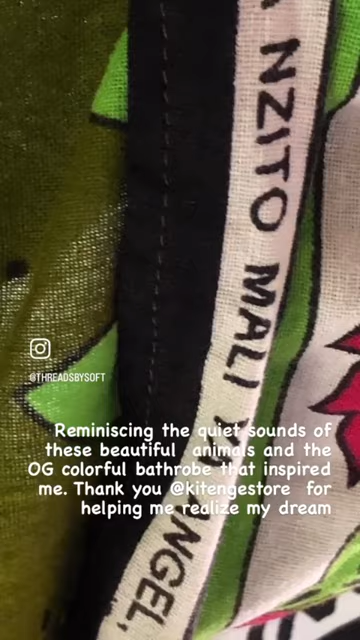 NZITO MALI
ANGEL,
@THREADSBYSOFT
Reminiscing the quiet sounds of
these beautiful animals and the
OG colorful bathrobe that inspired
me. Thank you @kitengestore for
helping me realize my dream